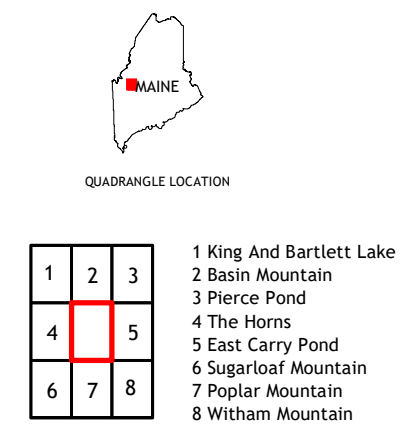 MAINE
QUADRANGLE LOCATION
1 2 3
4 5
6 7 8
1 King And Bartlett Lake
2 Basin Mountain
3 Pierce Pond
4 The Horns
5 East Carry Pond
6 Sugarloaf Mountain
7 Poplar Mountain
8 Witham Mountain